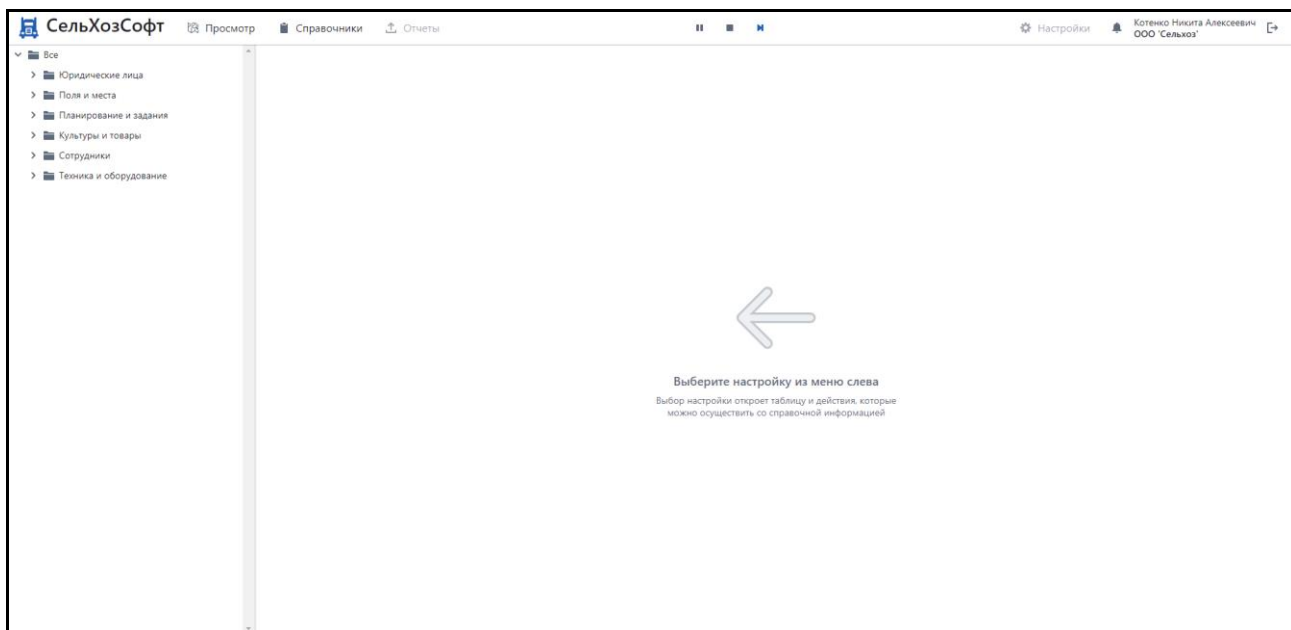 СельХозСофт Просмотр Справочники Отчеты Настройки Котенко Никита Алексеевич
ООО 'Сельхоз'
Все
Юридические лица
Поля и места
Планирование и задания
Культуры и товары
Сотрудники
Техника и оборудование
Выберите настройку из меню слева
Выбор настройки откроет таблицу и действия, которые
можно осуществить со справочной информацией